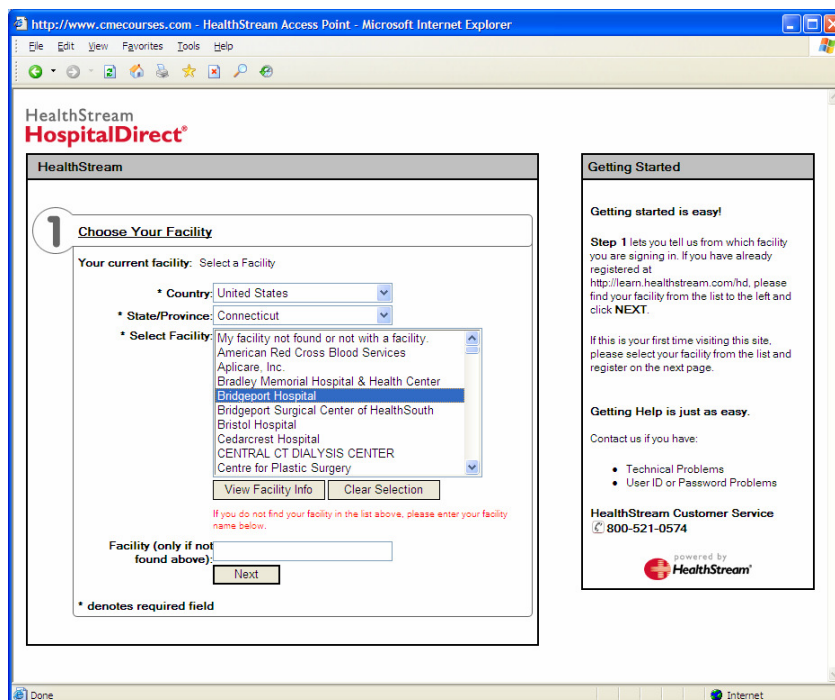 http://www.cmecourses.com - HealthStream Access Point - Microsoft Internet Explorer
File Edit View Favorites Tools Help
HealthStream
HospitalDirect®
HealthStream
1
Choose Your Facility
Your current facility: Select a Facility
* Country: United States
* State/Province: Connecticut
* Select Facility: My facility not found or not with a facility.
American Red Cross Blood Services
Aplicare, Inc.
Bradley Memorial Hospital & Health Center
Bridgeport Hospital
Bridgeport Surgical Center of HealthSouth
Bristol Hospital
Cedarcrest Hospital
CENTRAL CT DIALYSIS CENTER
Centre for Plastic Surgery
View Facility Info Clear Selection
If you do not find your facility in the list above, please enter your facility
name below.
Facility (only if not
found above):
Next
* denotes required field
Getting Started
Getting started is easy!
Step 1 lets you tell us from which facility
you are signing in. If you have already
registered at
http://learn.healthstream.com/hd, please
find your facility from the list to the left and
click NEXT.
If this is your first time visiting this site,
please select your facility from the list and
register on the next page.
Getting Help is just as easy.
Contact us if you have:
• Technical Problems
• User ID or Password Problems
HealthStream Customer Service
800-521-0574
powered by
HealthStream
Done Internet